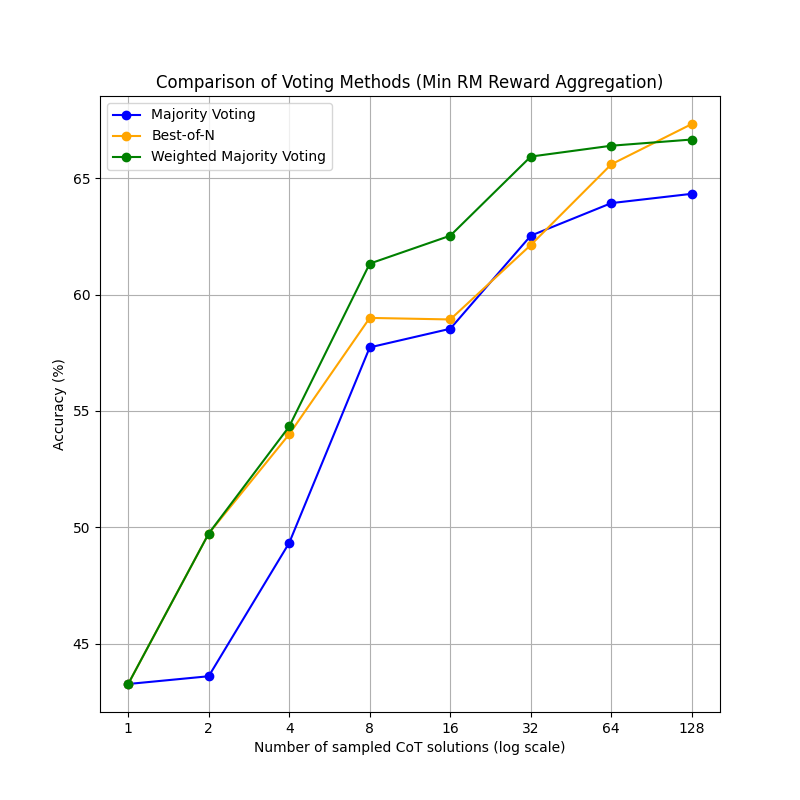 Comparison of Voting Methods (Min RM Reward Aggregation)
Majority Voting
Best-of-N
Weighted Majority Voting
65
60
55
50
45
Accuracy (%)
1 2 4 8 16 32 64 128
Number of sampled CoT solutions (log scale)